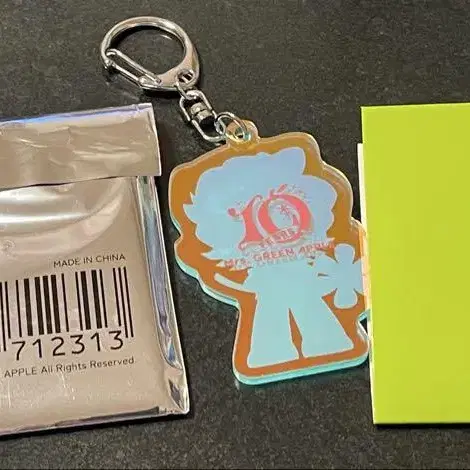 MADE IN CHINA
712313
APPLE All Rights Reserved.
10
YEARS
Mrs. GREEN APPLE